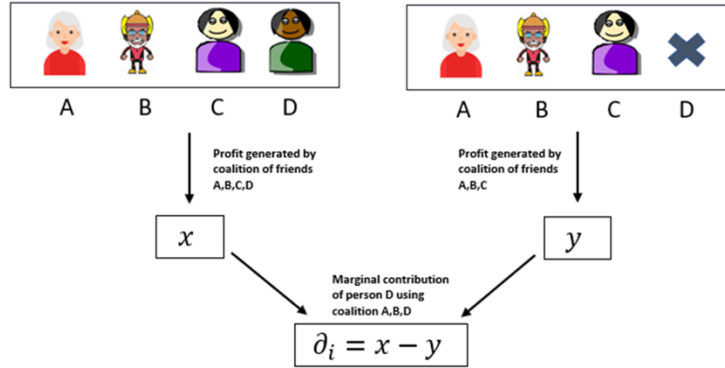 A B C D
A B C D
Profit generated by
coalition of friends
A,B,C,D
Profit generated by
coalition of friends
A,B,C
x
y
Marginal contribution
of person D using
coalition A,B,D
∂i = x − y